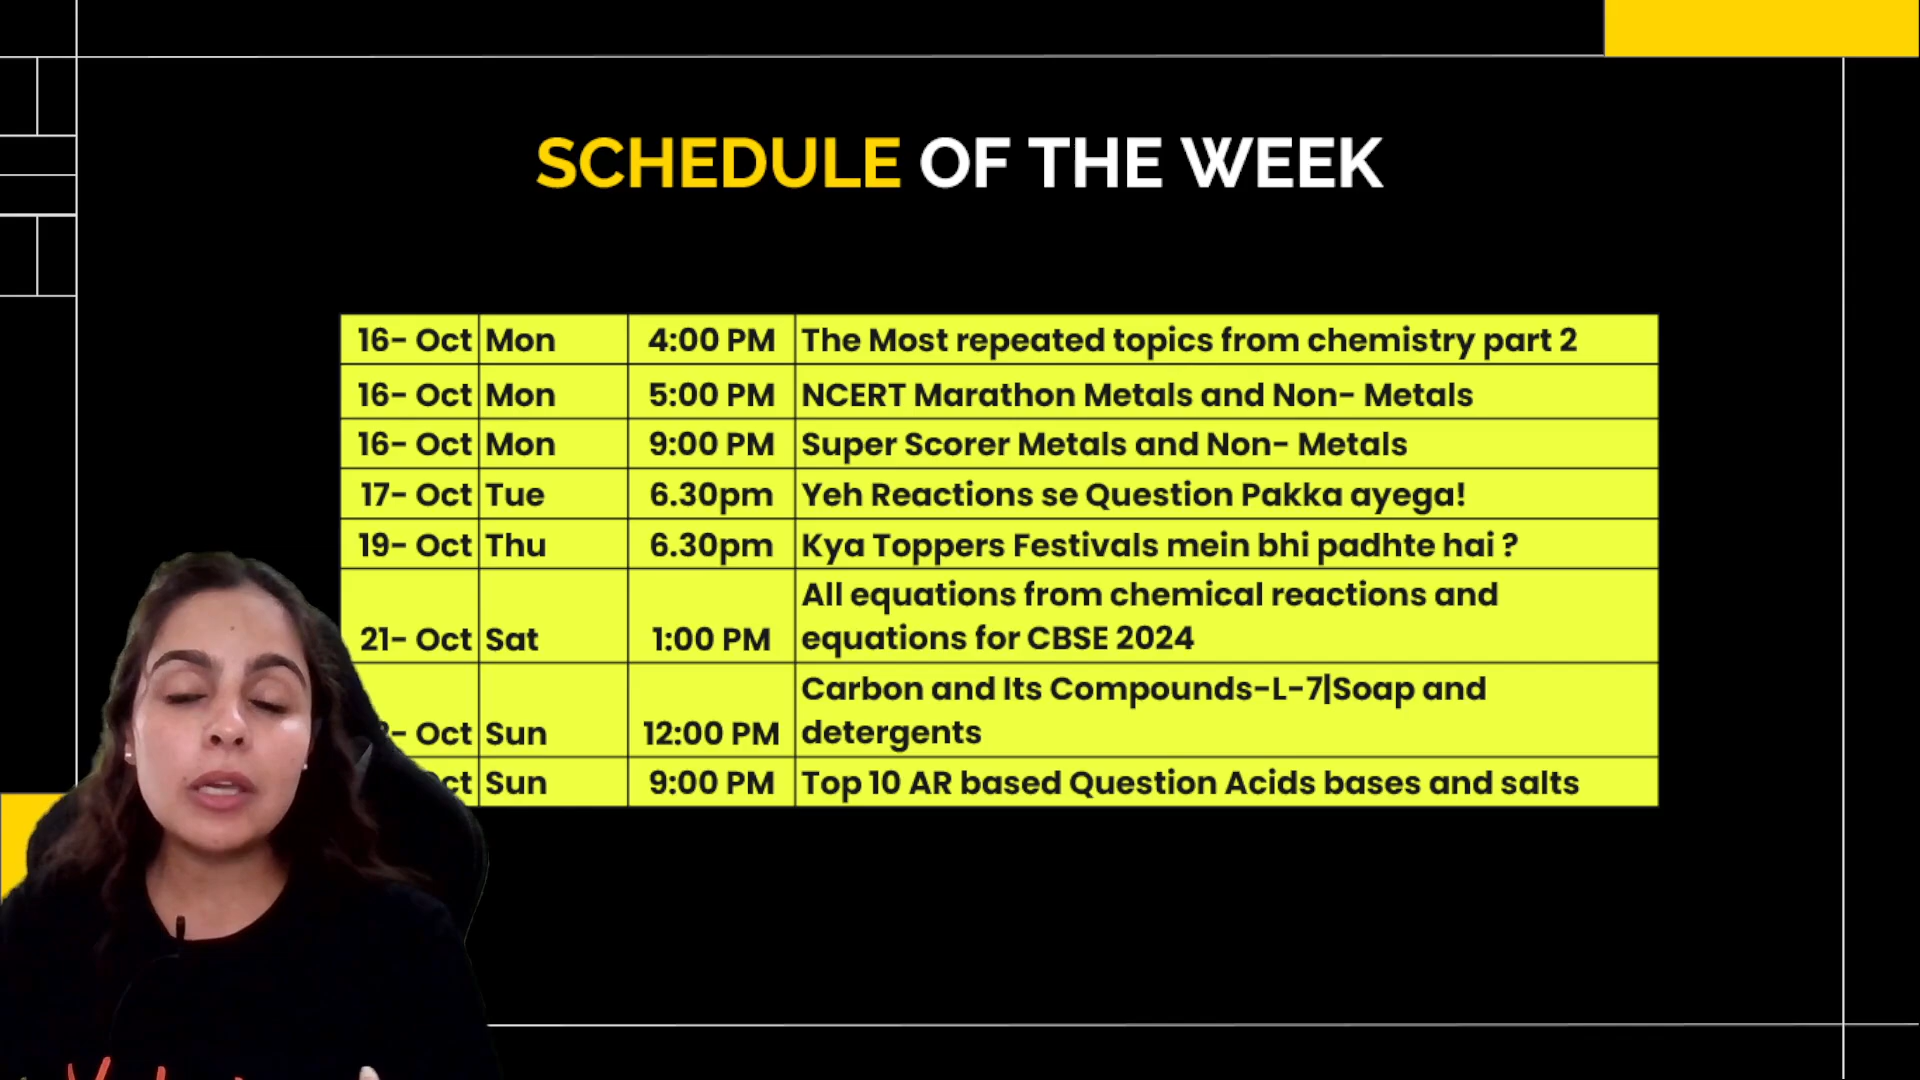 SCHEDULE OF THE WEEK
16- Oct Mon 4:00 PM The Most repeated topics from chemistry part 2
16- Oct Mon 5:00 PM NCERT Marathon Metals and Non- Metals
16- Oct Mon 9:00 PM Super Scorer Metals and Non- Metals
17- Oct Tue 6.30pm Yeh Reactions se Question Pakka ayega!
19- Oct Thu 6.30pm Kya Toppers Festivals mein bhi padhte hai ?
All equations from chemical reactions and
21- Oct Sat 1:00 PM equations for CBSE 2024
Carbon and Its Compounds-L-7|Soap and
- Oct Sun 12:00 PM detergents
Sun 9:00 PM Top 10 AR based Question Acids bases and salts